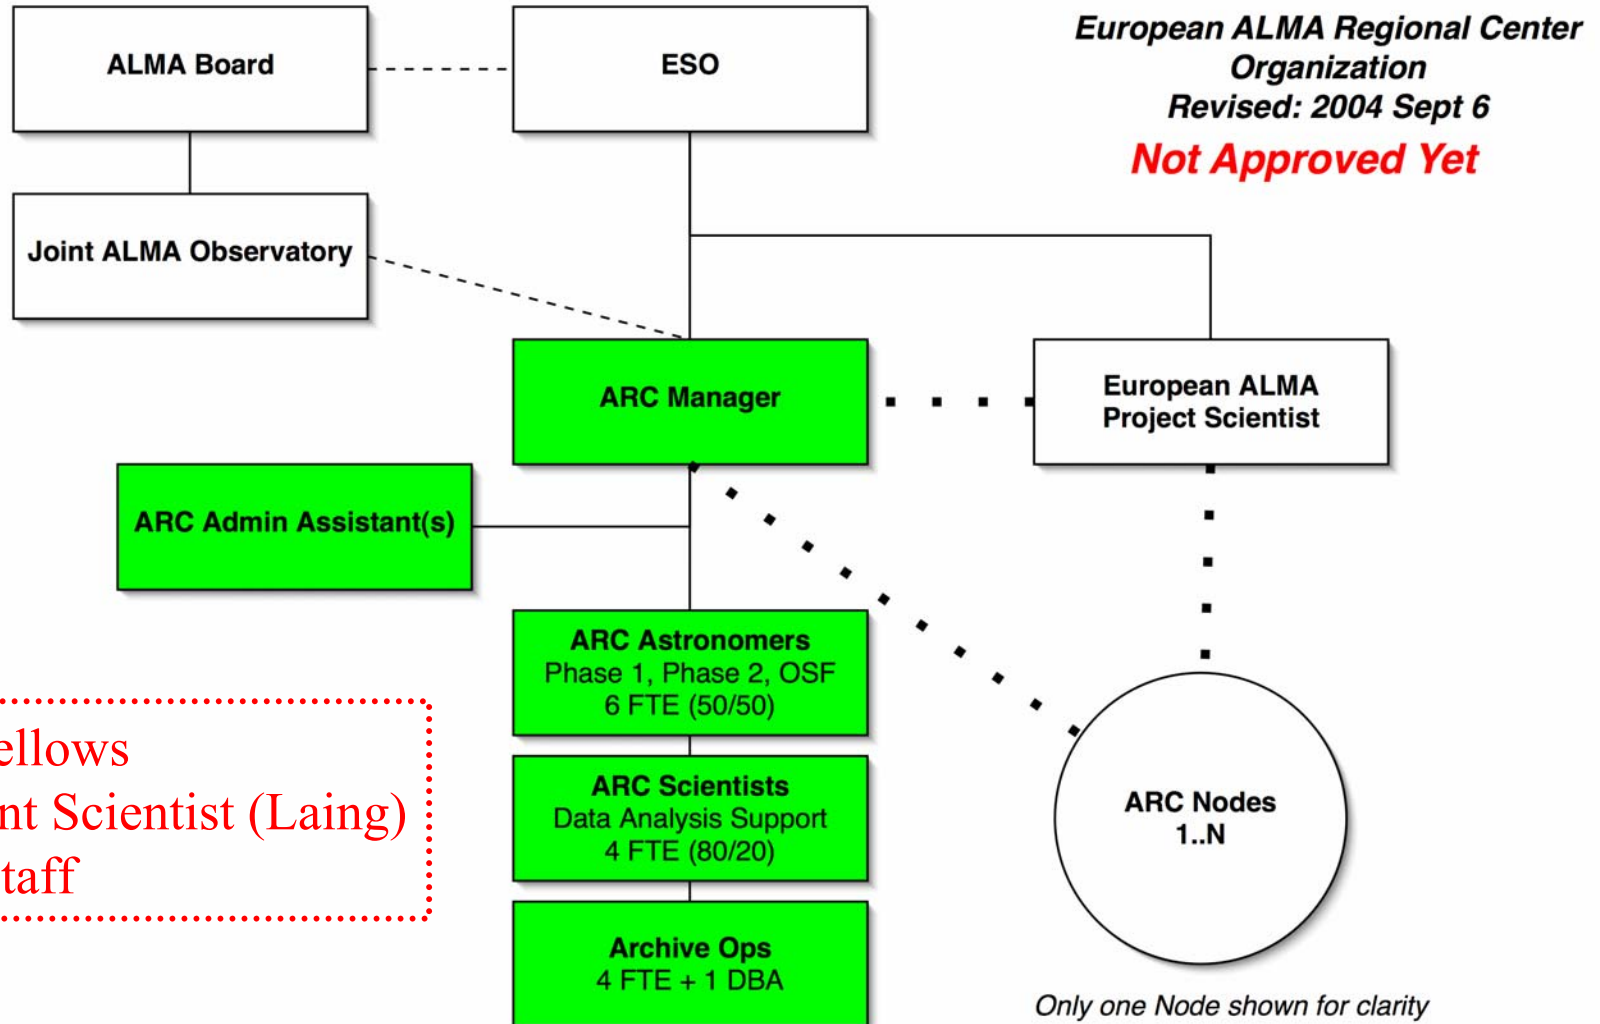 ALMA Board
ESO
European ALMA Regional Center
Organization
Revised: 2004 Sept 6
Not Approved Yet
Joint ALMA Observatory
ARC Manager
European ALMA
Project Scientist
ARC Admin Assistant(s)
ARC Astronomers
Phase 1, Phase 2, OSF
6 FTE (50/50)
ARC Scientists
Data Analysis Support
4 FTE (80/20)
Archive Ops
4 FTE + 1 DBA
ellows
nt Scientist (Laing)
taff
ARC Nodes
1..N
Only one Node shown for clarity